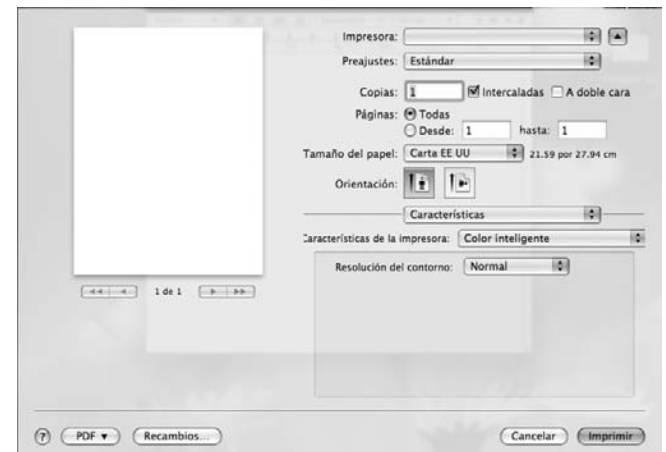 Impresora:
Preajustes: Estándar
Copias: 1 Intercaladas A doble cara
Páginas: Todas
Desde: 1 hasta: 1
Tamaño del papel: Carta EE UU 21.59 por 27.94 cm
Orientación:
Características
Características de la impresora: Color inteligente
Resolución del contorno: Normal
1 de 1
? PDF Recambios... Cancelar Imprimir